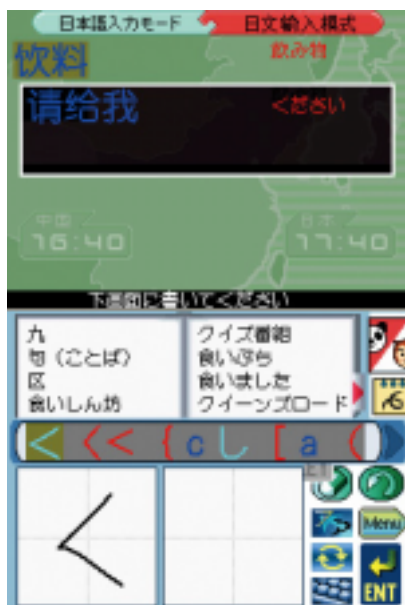 日本語入力モード 日文輸入模式
饮料 飲み物
请给我 ください
中国 日本
16:40 17:40
下画面に書いてください
九 クイズ番組
句（ことば） 食いぶち
区 食いました
食いしん坊 クイーンズロード
く くく { c し [ a (
Menu
ENT